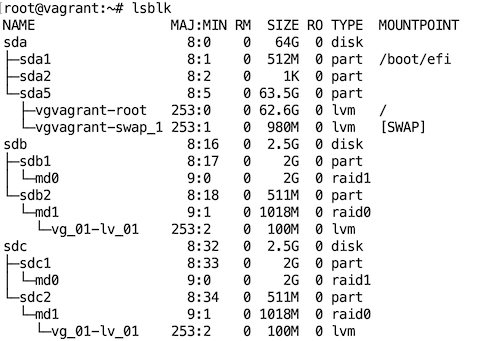 [root@vagrant:~# lsblk
NAME                 MAJ:MIN RM  SIZE RO TYPE  MOUNTPOINT
sda                    8:0    0   64G  0 disk
├─sda1                 8:1    0  512M  0 part  /boot/efi
├─sda2                 8:2    0    1K  0 part
└─sda5                 8:5    0 63.5G  0 part
  ├─vgvagrant-root   253:0    0 62.6G  0 lvm   /
  └─vgvagrant-swap_1 253:1    0  980M  0 lvm   [SWAP]
sdb                    8:16   0  2.5G  0 disk
├─sdb1                 8:17   0    2G  0 part
│ └─md0                9:0    0    2G  0 raid1
└─sdb2                 8:18   0  511M  0 part
  └─md1                9:1    0 1018M  0 raid0
    └─vg_01-lv_01    253:2    0  100M  0 lvm
sdc                    8:32   0  2.5G  0 disk
├─sdc1                 8:33   0    2G  0 part
│ └─md0                9:0    0    2G  0 raid1
└─sdc2                 8:34   0  511M  0 part
  └─md1                9:1    0 1018M  0 raid0
    └─vg_01-lv_01    253:2    0  100M  0 lvm